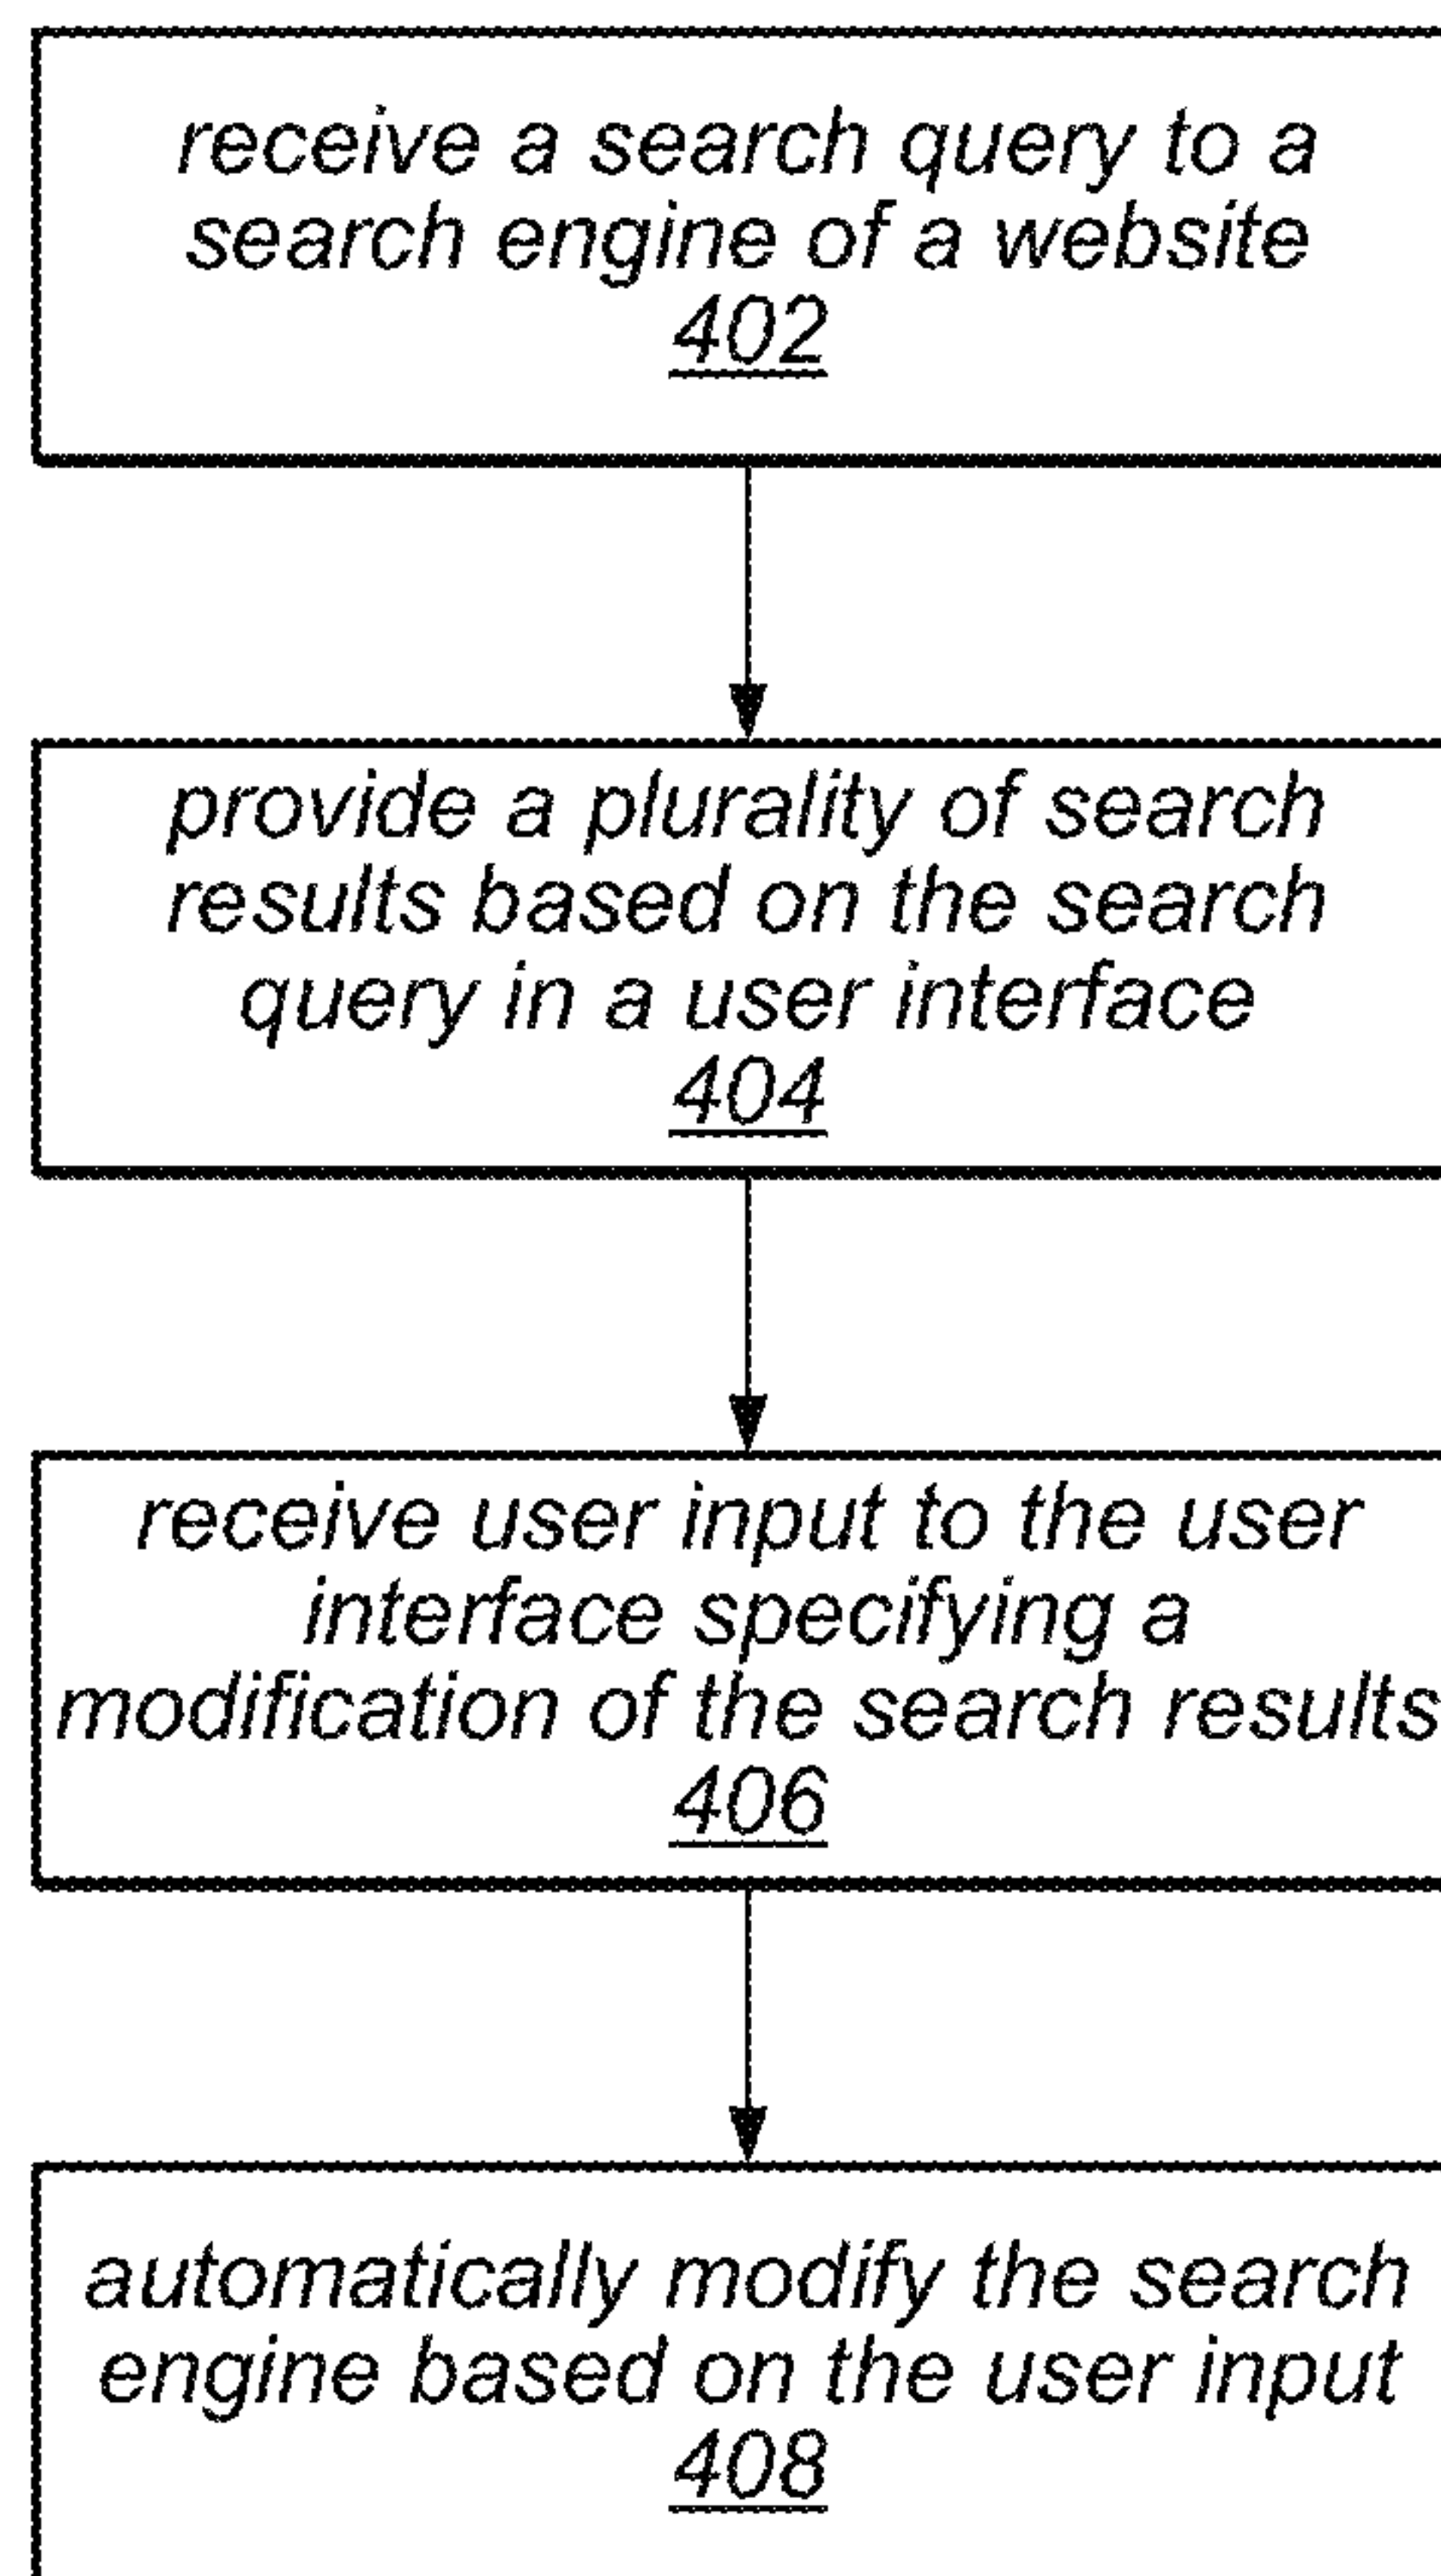 receive a search query to a
search engine of a website
402
provide a plurality of search
results based on the search
query in a user interface
404
receive user input to the user
interface specifying a
modification of the search results
406
automatically modify the search
engine based on the user input
408